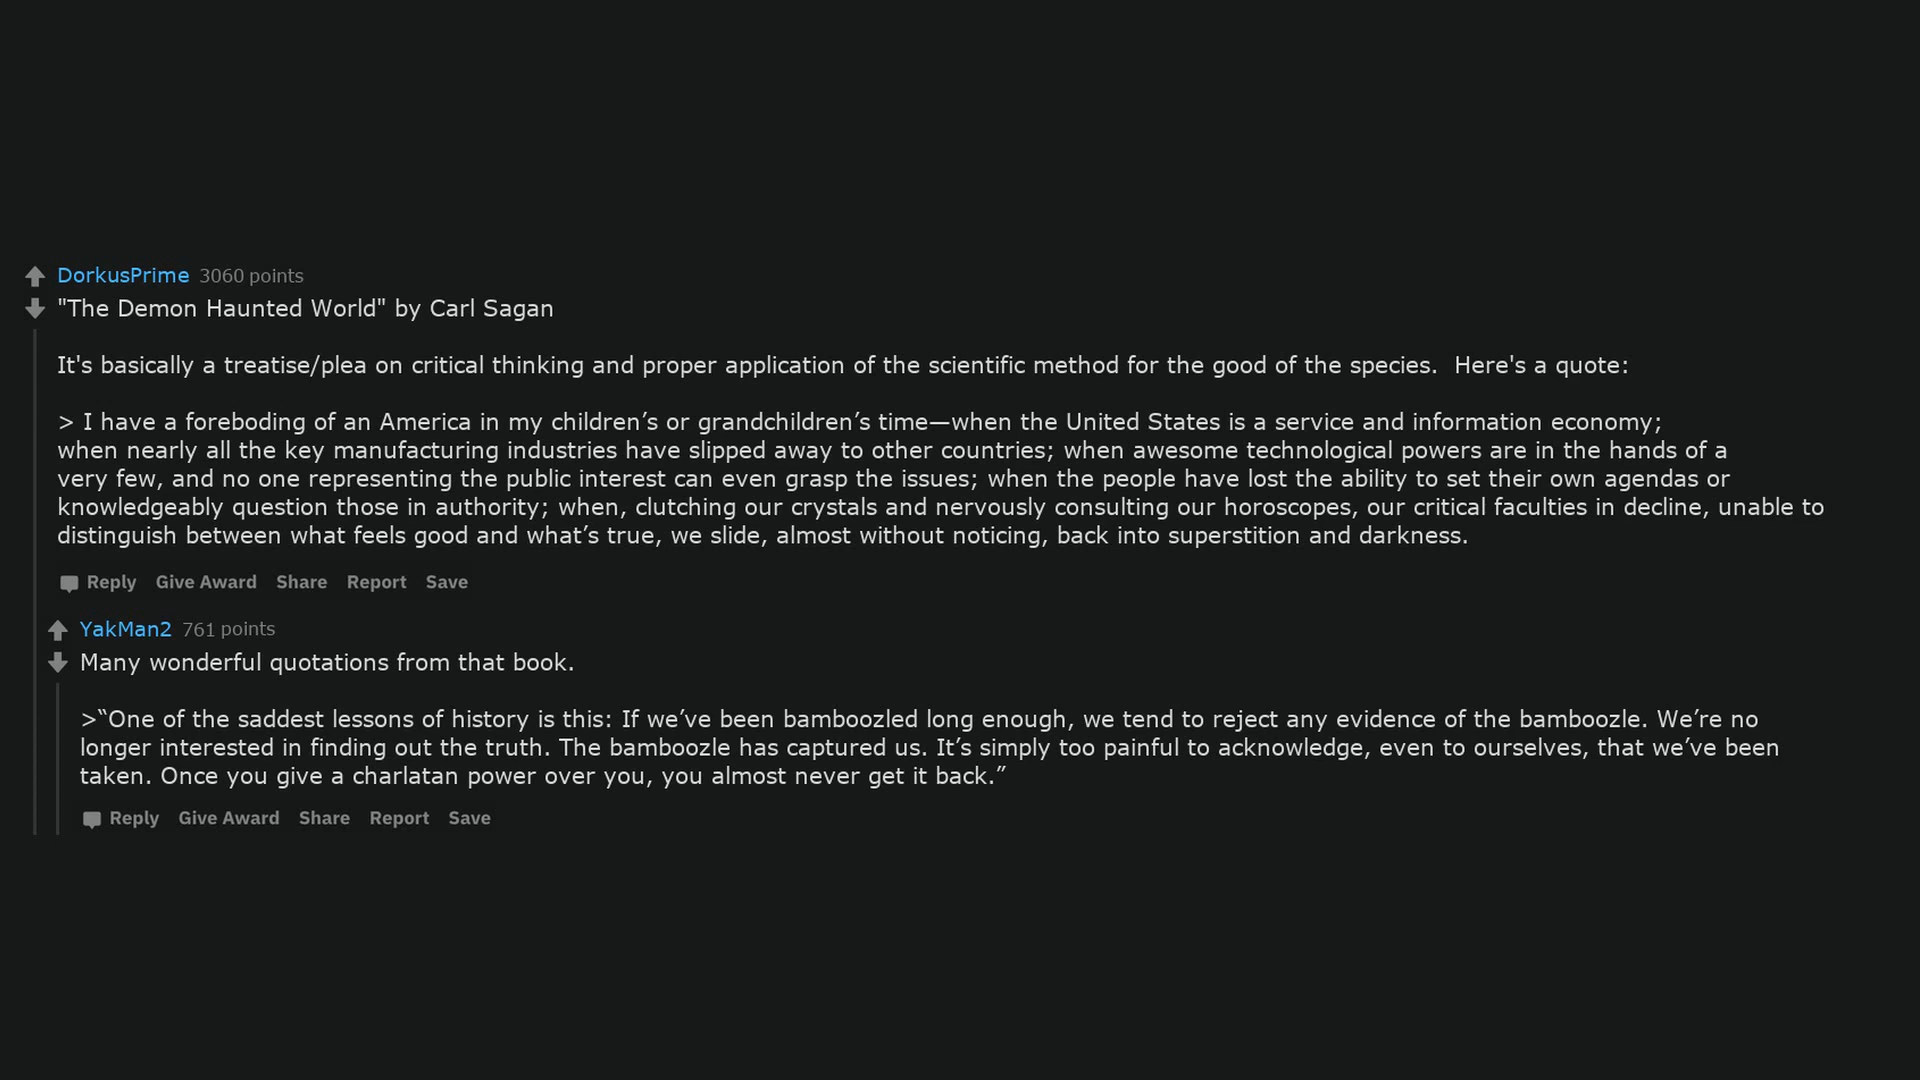 DorkusPrime 3060 points
"The Demon Haunted World" by Carl Sagan
It's basically a treatise/plea on critical thinking and proper application of the scientific method for the good of the species.  Here's a quote:
> I have a foreboding of an America in my children’s or grandchildren’s time—when the United States is a service and information economy;
when nearly all the key manufacturing industries have slipped away to other countries; when awesome technological powers are in the hands of a
very few, and no one representing the public interest can even grasp the issues; when the people have lost the ability to set their own agendas or
knowledgeably question those in authority; when, clutching our crystals and nervously consulting our horoscopes, our critical faculties in decline, unable to
distinguish between what feels good and what’s true, we slide, almost without noticing, back into superstition and darkness.
Reply Give Award Share Report Save
YakMan2 761 points
Many wonderful quotations from that book.
>“One of the saddest lessons of history is this: If we’ve been bamboozled long enough, we tend to reject any evidence of the bamboozle. We’re no
longer interested in finding out the truth. The bamboozle has captured us. It’s simply too painful to acknowledge, even to ourselves, that we’ve been
taken. Once you give a charlatan power over you, you almost never get it back.”
Reply Give Award Share Report Save